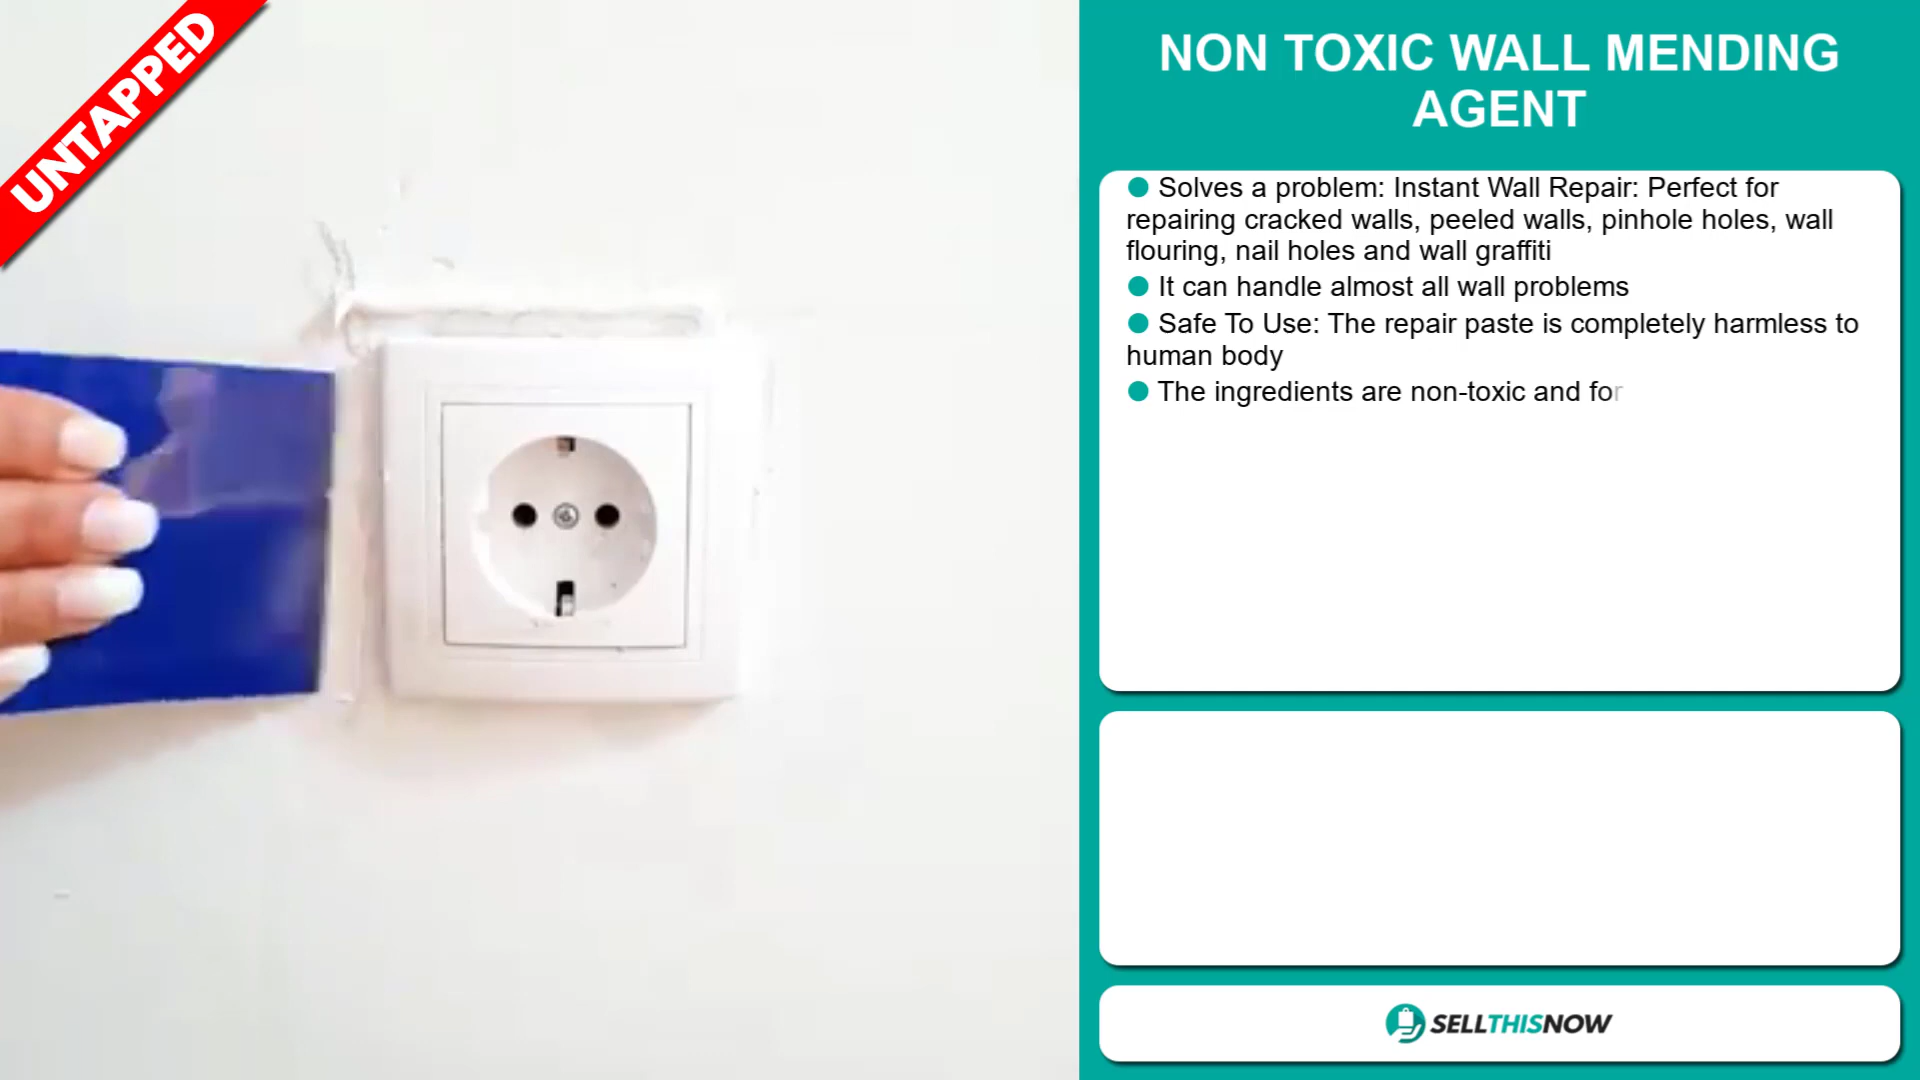 UNTAPPED
NON TOXIC WALL MENDING
AGENT
● Solves a problem: Instant Wall Repair: Perfect for
repairing cracked walls, peeled walls, pinhole holes, wall
flouring, nail holes and wall graffiti
● It can handle almost all wall problems
● Safe To Use: The repair paste is completely harmless to
human body
● The ingredients are non-toxic and for
SELLTHISNOW